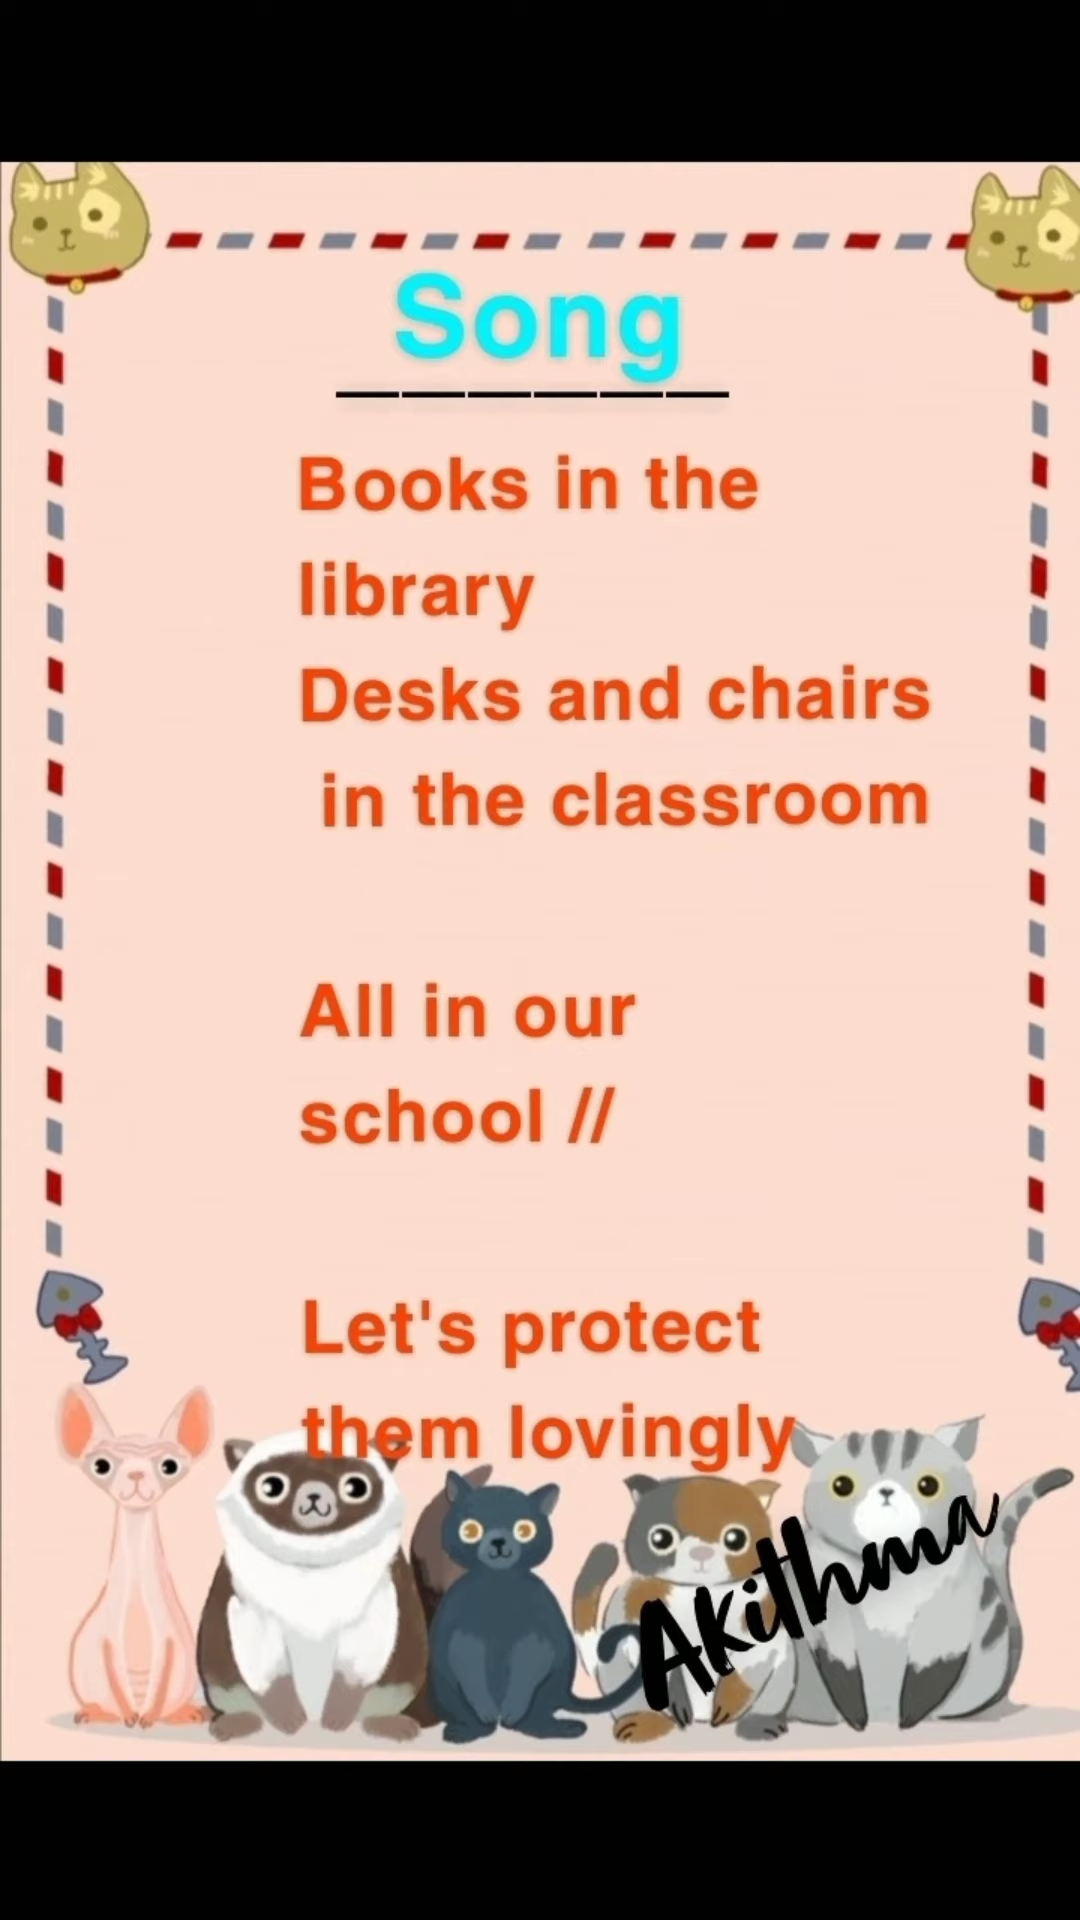 Song
Books in the
library
Desks and chairs
in the classroom
All in our
school //
Let's protect
them lovingly
Akithma